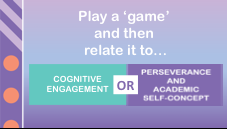 Play a ‘game’
and then
relate it to…
COGNITIVE
ENGAGEMENT
OR
PERSEVERANCE
AND
ACADEMIC
SELF-CONCEPT